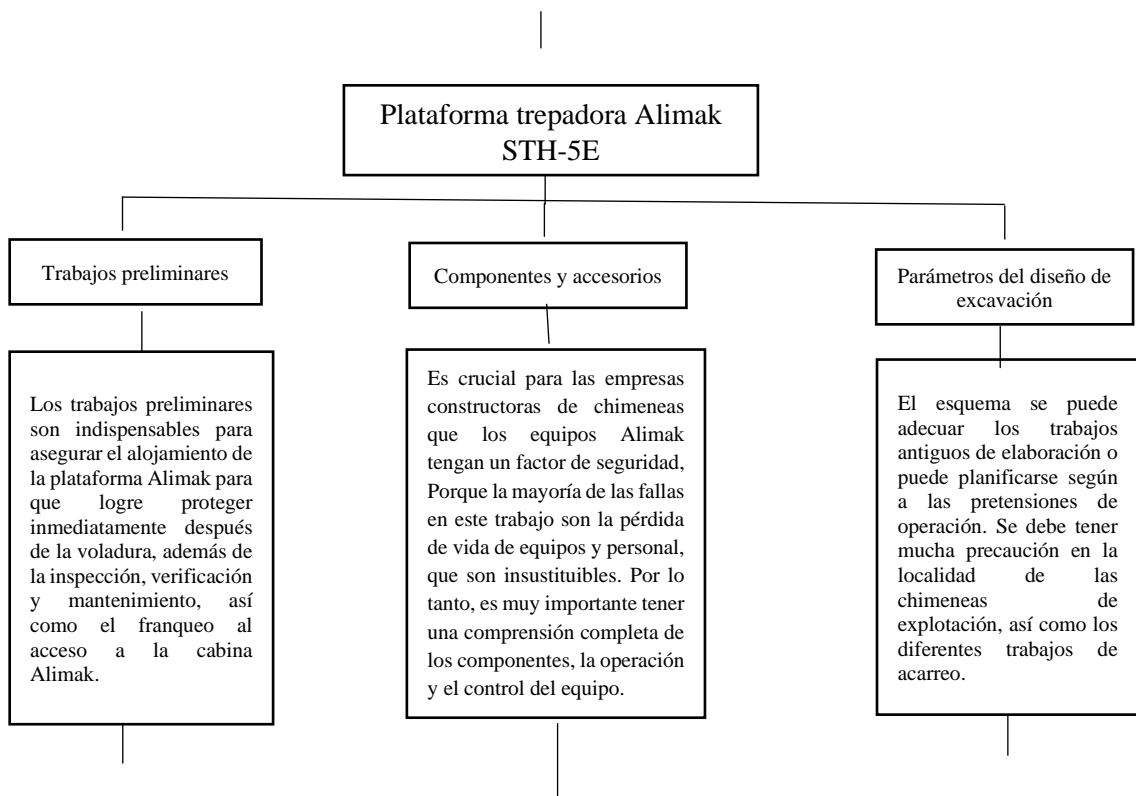 Plataforma trepadora Alimak
STH-5E
Trabajos preliminares
Componentes y accesorios
Parámetros del diseño de
excavación
Los trabajos preliminares
son indispensables para
asegurar el alojamiento de
la plataforma Alimak para
que logre proteger
inmediatamente después
de la voladura, además de
la inspección, verificación
y mantenimiento, así
como el franqueo al
acceso a la cabina
Alimak.
Es crucial para las empresas
constructoras de chimeneas
que los equipos Alimak
tengan un factor de seguridad,
Porque la mayoría de las fallas
en este trabajo son la pérdida
de vida de equipos y personal,
que son insustituibles. Por lo
tanto, es muy importante tener
una comprensión completa de
los componentes, la operación
y el control del equipo.
El esquema se puede
adecuar los trabajos
antiguos de elaboración o
puede planificarse según
a las pretensiones de
operación. Se debe tener
mucha precaución en la
localidad de las
chimeneas de
explotación, así como los
diferentes trabajos de
acarreo.